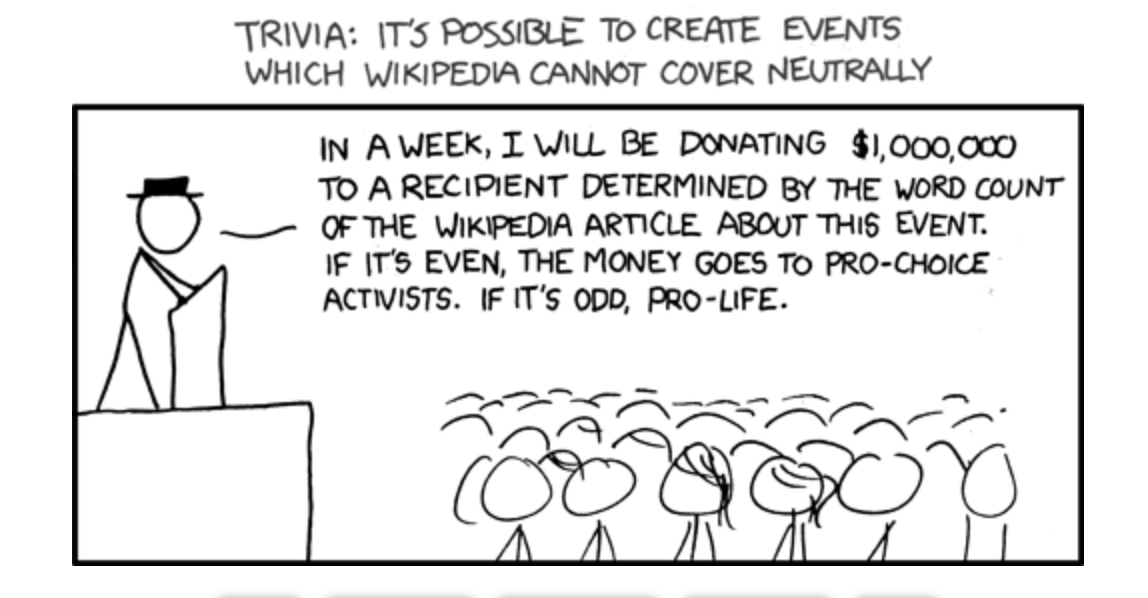 TRIVIA: IT'S POSSIBLE TO CREATE EVENTS
WHICH WIKIPEDIA CANNOT COVER NEUTRALLY
IN A WEEK, I WILL BE DONATING $1,000,000
TO A RECIPIENT DETERMINED BY THE WORD COUNT
OF THE WIKIPEDIA ARTICLE ABOUT THIS EVENT.
IF IT'S EVEN, THE MONEY GOES TO PRO-CHOICE
ACTIVISTS. IF IT'S ODD, PRO-LIFE.